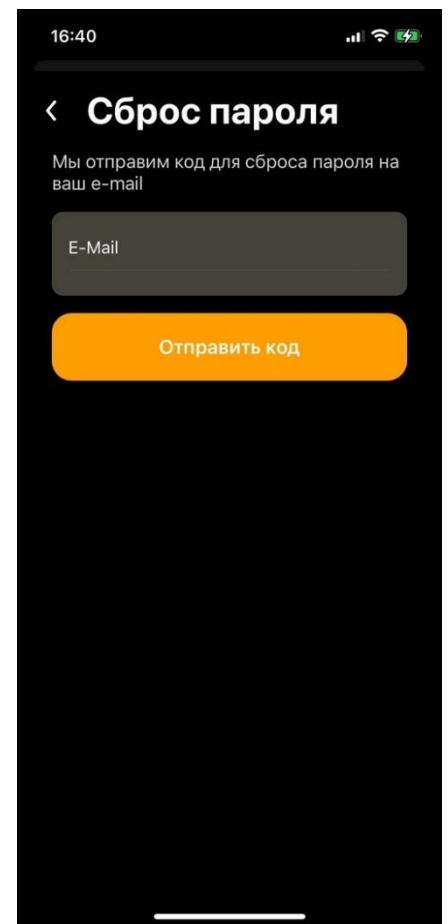 16:40
Сброс пароля
Мы отправим код для сброса пароля на
ваш e-mail
E-Mail
Отправить код